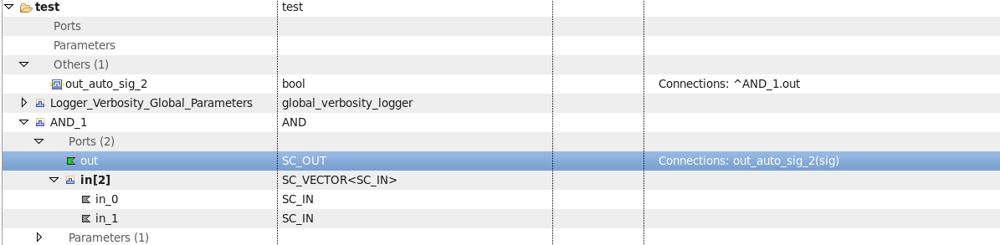 test test
Ports
Parameters
Others (1)
out_auto_sig_2 bool Connections: ^AND_1.out
Logger_Verbosity_Global_Parameters global_verbosity_logger
AND_1 AND
Ports (2)
out SC_OUT Connections: out_auto_sig_2(sig)
in[2] SC_VECTOR<SC_IN>
in_0 SC_IN
in_1 SC_IN
Parameters (1)